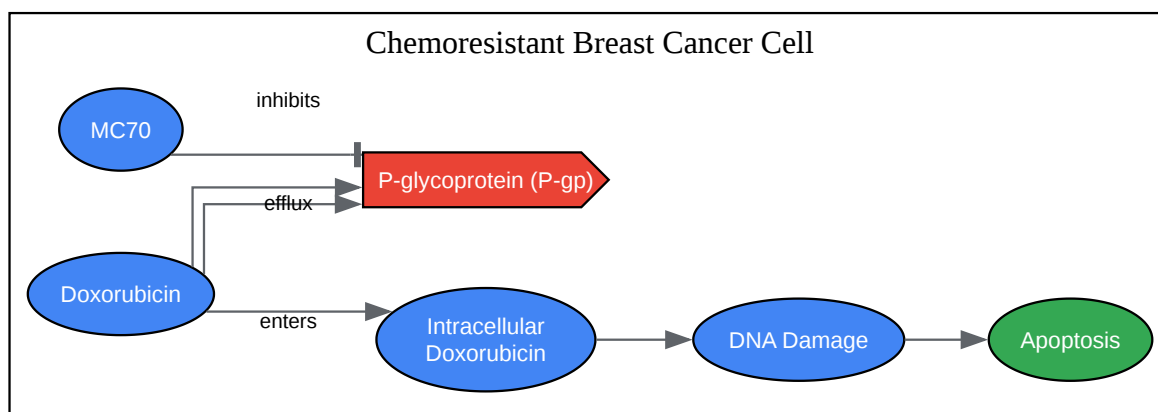 Chemoresistant Breast Cancer Cell
inhibits
MC70
P-glycoprotein (P-gp)
efflux
Doxorubicin
enters
Intracellular
Doxorubicin
DNA Damage
Apoptosis